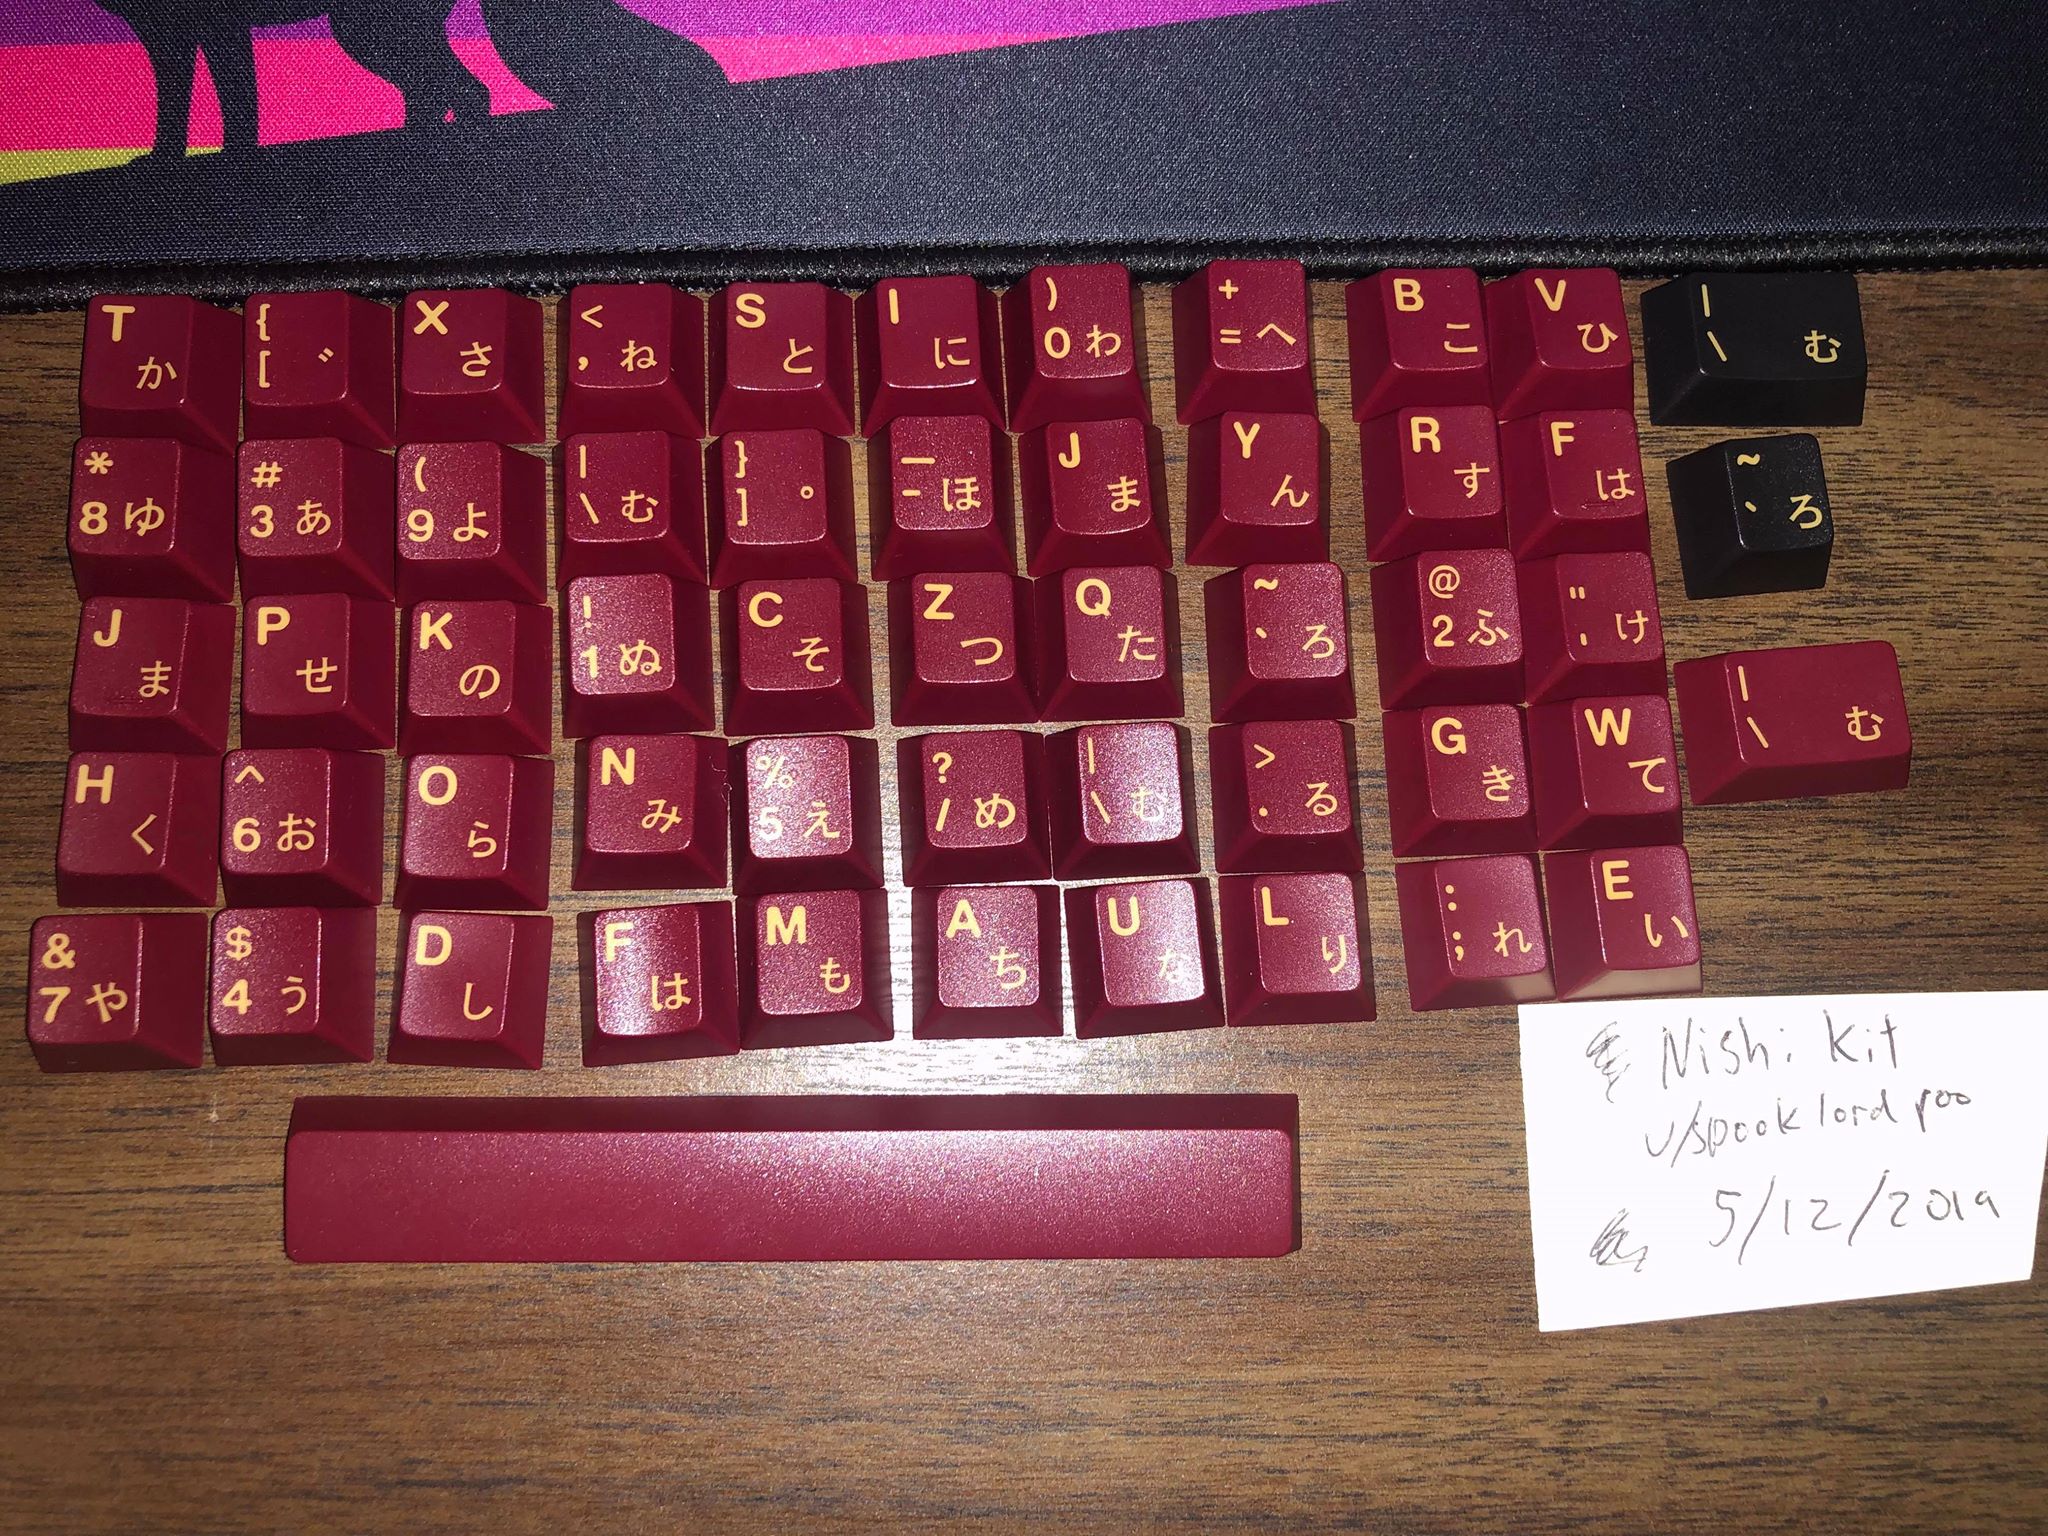 T か { [ ゛ X さ < , ね S と I に ) 0 わ + = へ B こ V ひ | \ む
* 8 ゆ # 3 あ ( 9 よ | \ む } ] ゜ _ - ほ J ま Y ん R す F は ~ ` ろ
J ま P せ K の ! 1 ぬ C そ Z つ Q た ~ ` ろ @ 2 ふ " ' け | \ む
H く ^ 6 お O ら N み % 5 え ? / め | \ む > . る G き W て
& 7 や $ 4 う D し F は M も A ち U な L り : ; れ E い
Nishi Kit
u/spooklordpoo
5/12/2019